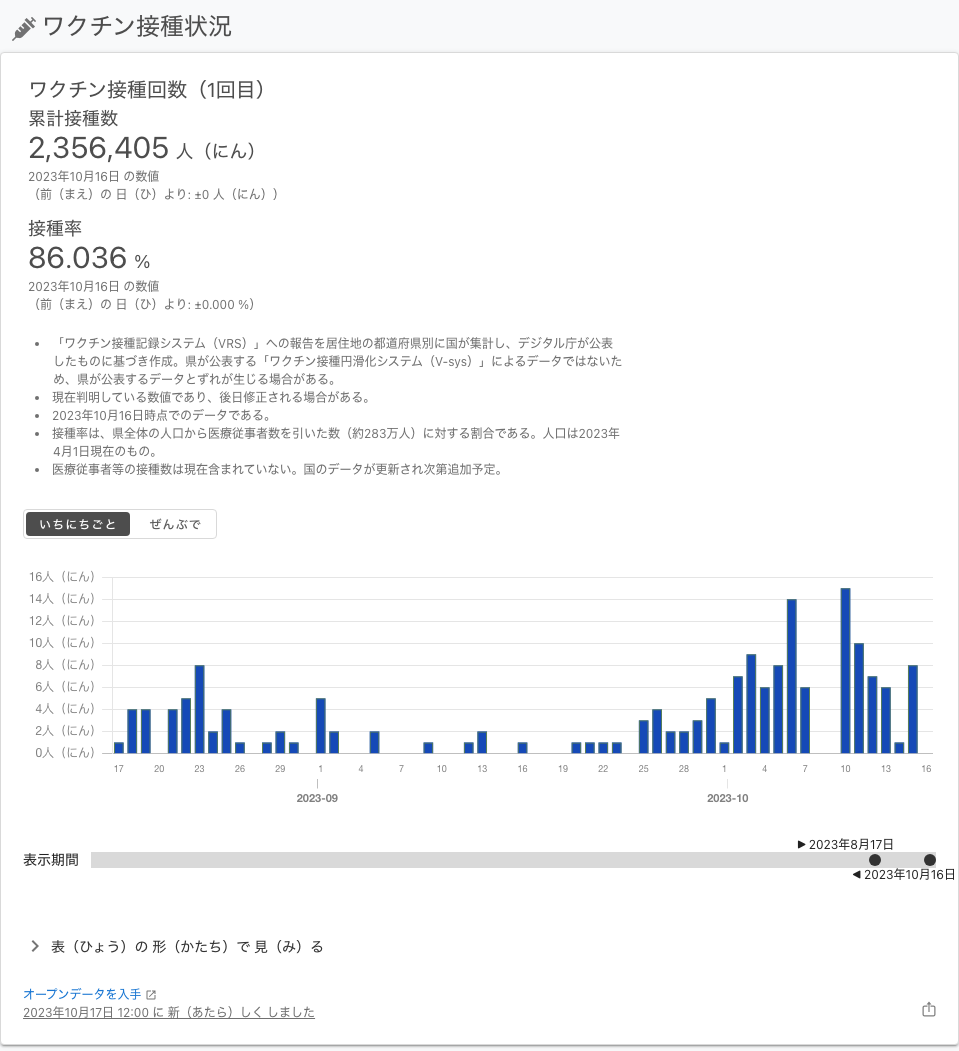 ワクチン接種状況
ワクチン接種回数（1回目）
累計接種数
2,356,405 人（にん）
2023年10月16日 の数値
（前（まえ）の 日（ひ）より: ±0 人（にん））
接種率
86.036 %
2023年10月16日 の数値
（前（まえ）の 日（ひ）より: ±0.000 %）
• 「ワクチン接種記録システム（VRS）」への報告を居住地の都道府県別に国が集計し、デジタル庁が公表
したものに基づき作成。県が公表する「ワクチン接種円滑化システム（V-sys）」によるデータではないた
め、県が公表するデータとずれが生じる場合がある。
• 現在判明している数値であり、後日修正される場合がある。
• 2023年10月16日時点でのデータである。
• 接種率は、県全体の人口から医療従事者数を引いた数（約283万人）に対する割合である。人口は2023年
4月1日現在のもの。
• 医療従事者等の接種数は現在含まれていない。国のデータが更新され次第追加予定。
いちにちごと ぜんぶで
16人（にん）
14人（にん）
12人（にん）
10人（にん）
8人（にん）
6人（にん）
4人（にん）
2人（にん）
0人（にん）
17 20 23 26 29 1 4 7 10 13 16 19 22 25 28 1 4 7 10 13 16
2023-09 2023-10
2023年8月17日
表示期間
2023年10月16日
表（ひょう）の 形（かたち）で 見（み）る
オープンデータを入手
2023年10月17日 12:00 に 新（あたら）しく しました